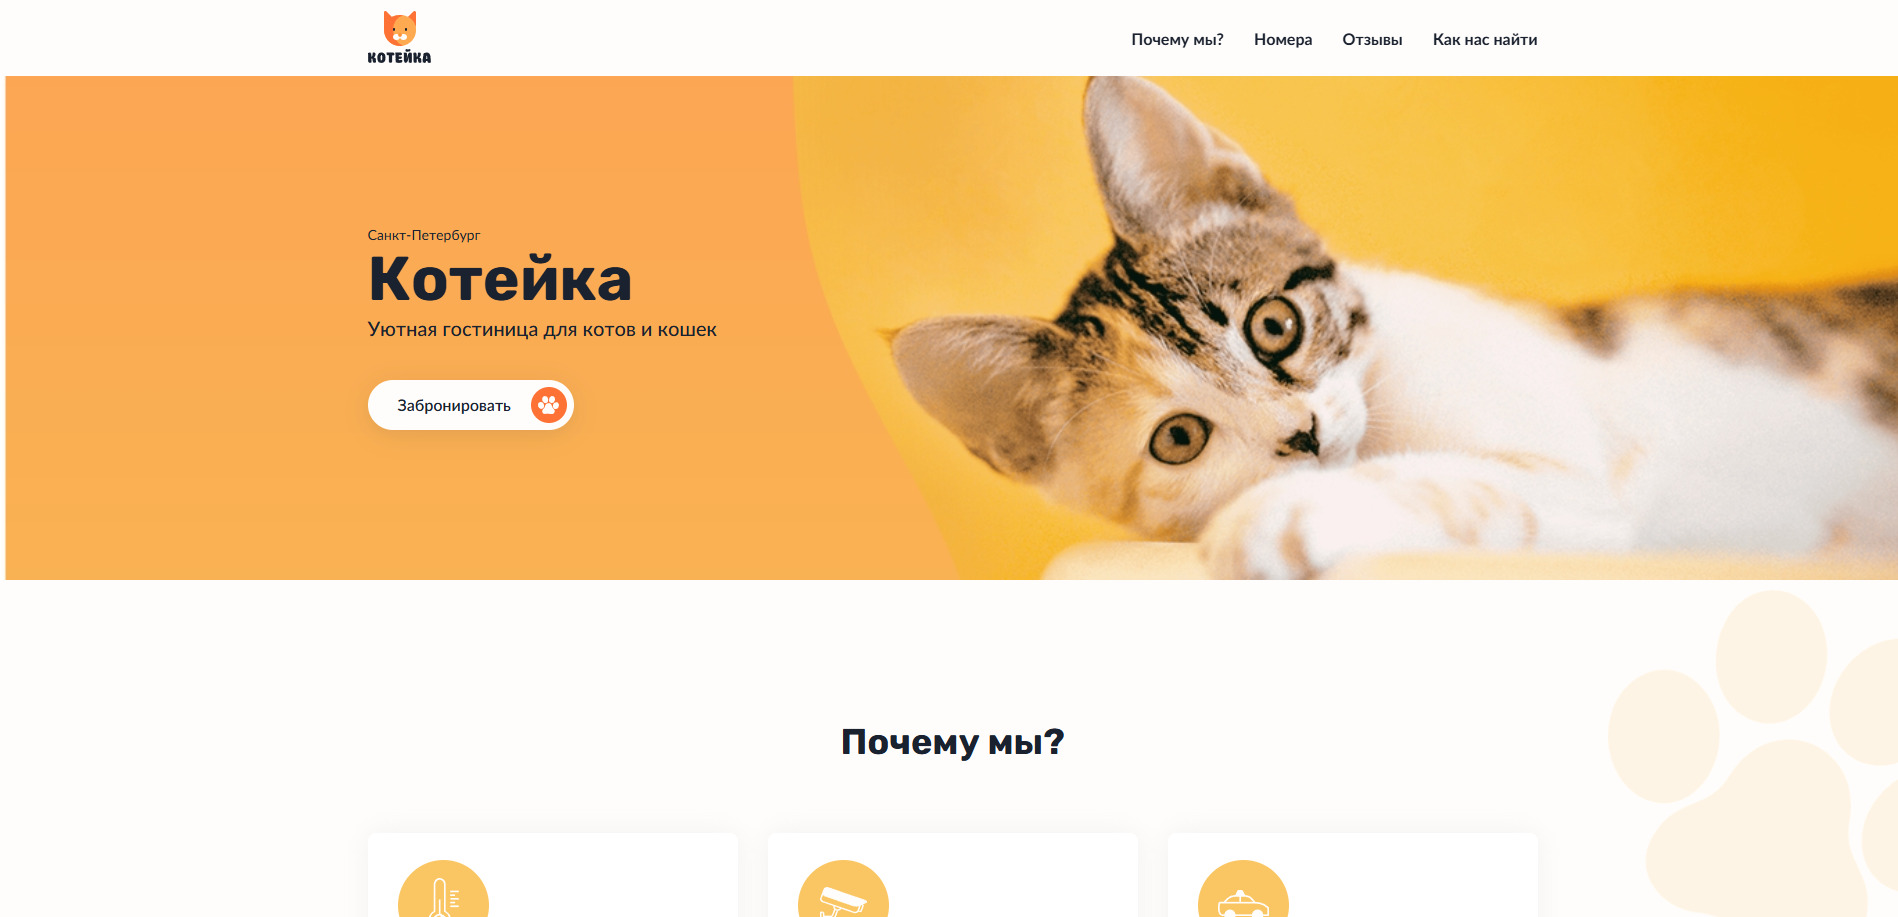 КОТЕЙКА
Почему мы? Номера Отзывы Как нас найти
Санкт-Петербург
Котейка
Уютная гостиница для котов и кошек
Забронировать
Почему мы?